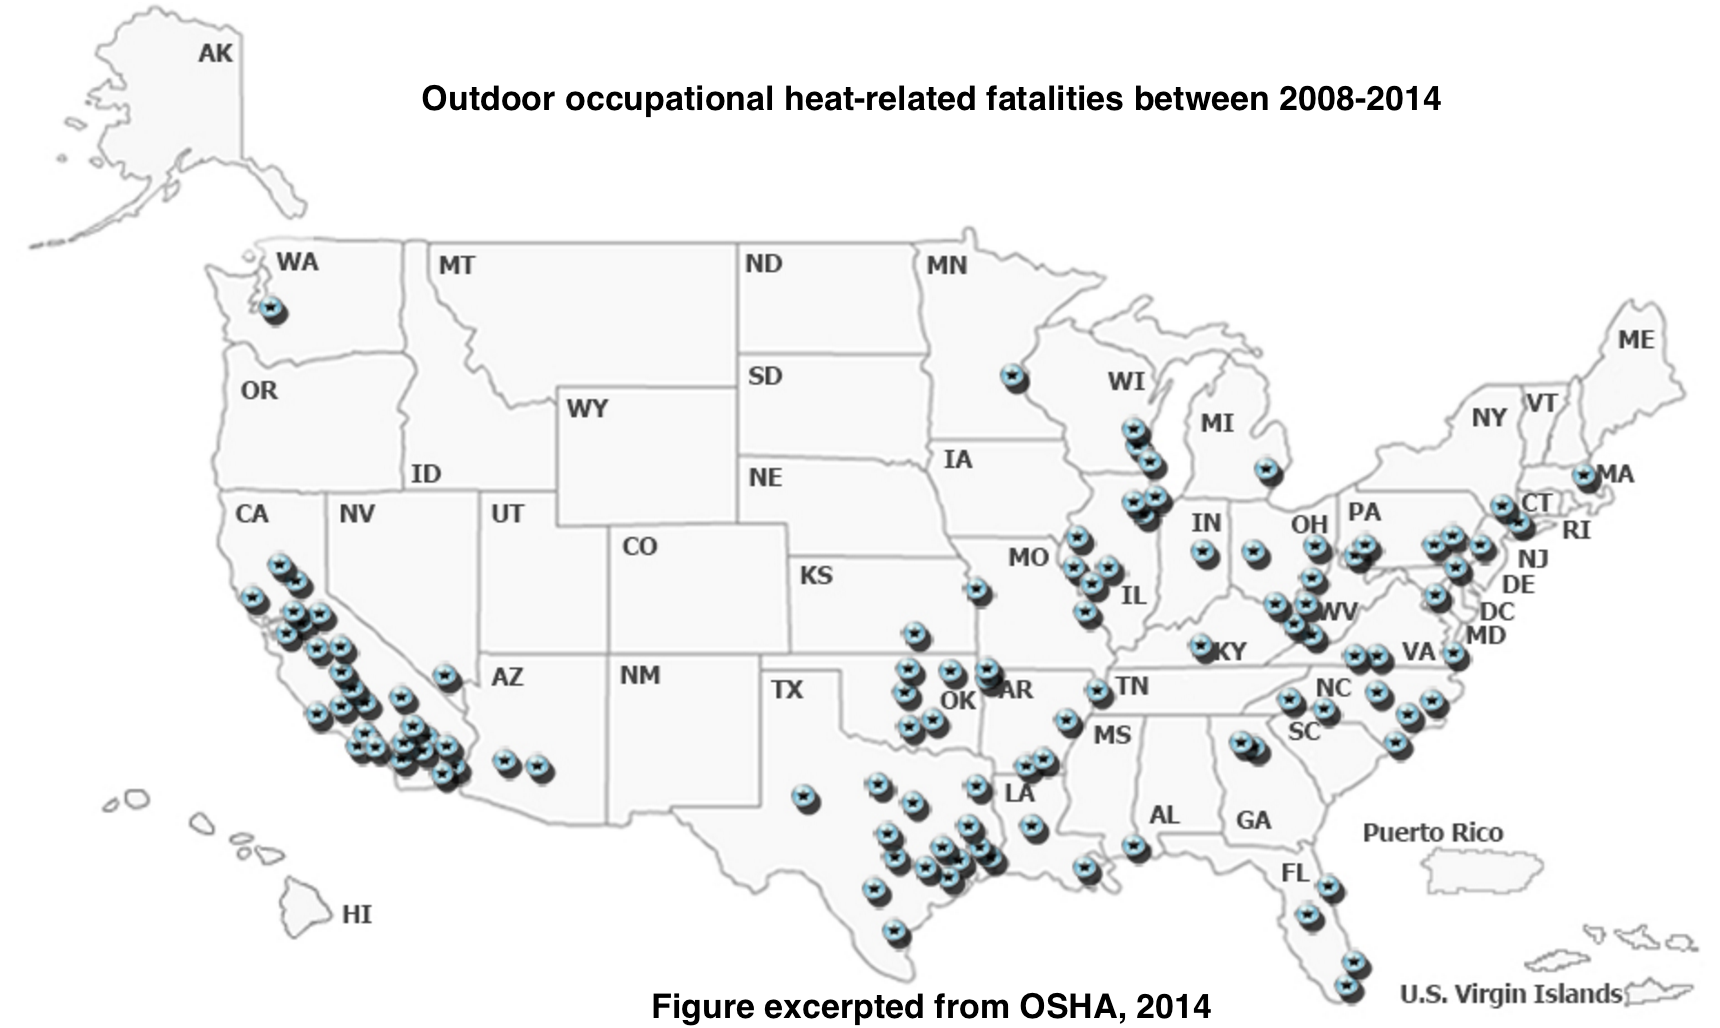 AK
Outdoor occupational heat-related fatalities between 2008-2014
WA
MT
ND
MN
ME
OR
SD
WI
VT
NY
WY
MI
ID
IA
NE
MA
CA
NV
UT
CO
MO
IN
OH
PA
CT
RI
NJ
KS
IL
DE
WV
DC
MD
KY
VA
AZ
NM
TX
OK
AR
TN
NC
MS
SC
LA
AL
GA
Puerto Rico
FL
HI
U.S. Virgin Islands
Figure excerpted from OSHA, 2014